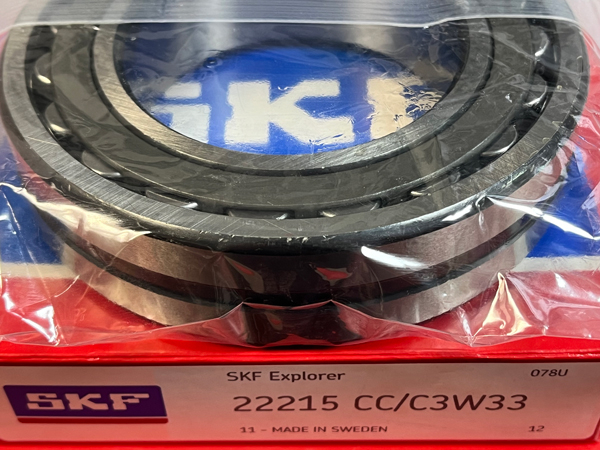 SKF
SKF Explorer
078U
SKF
22215 CC/C3W33
11 - MADE IN SWEDEN
12